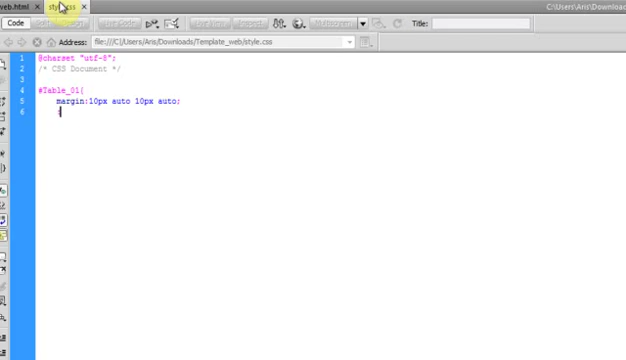 web.html × style.css ×
C:\Users\Aris\Downloads
Code Title:
Address: file:///C|/Users/Aris/Downloads/Template_web/style.css
1 @charset "utf-8";
2 /* CSS Document */
3
4 #Table_01{
5 margin:10px auto 10px auto;
6